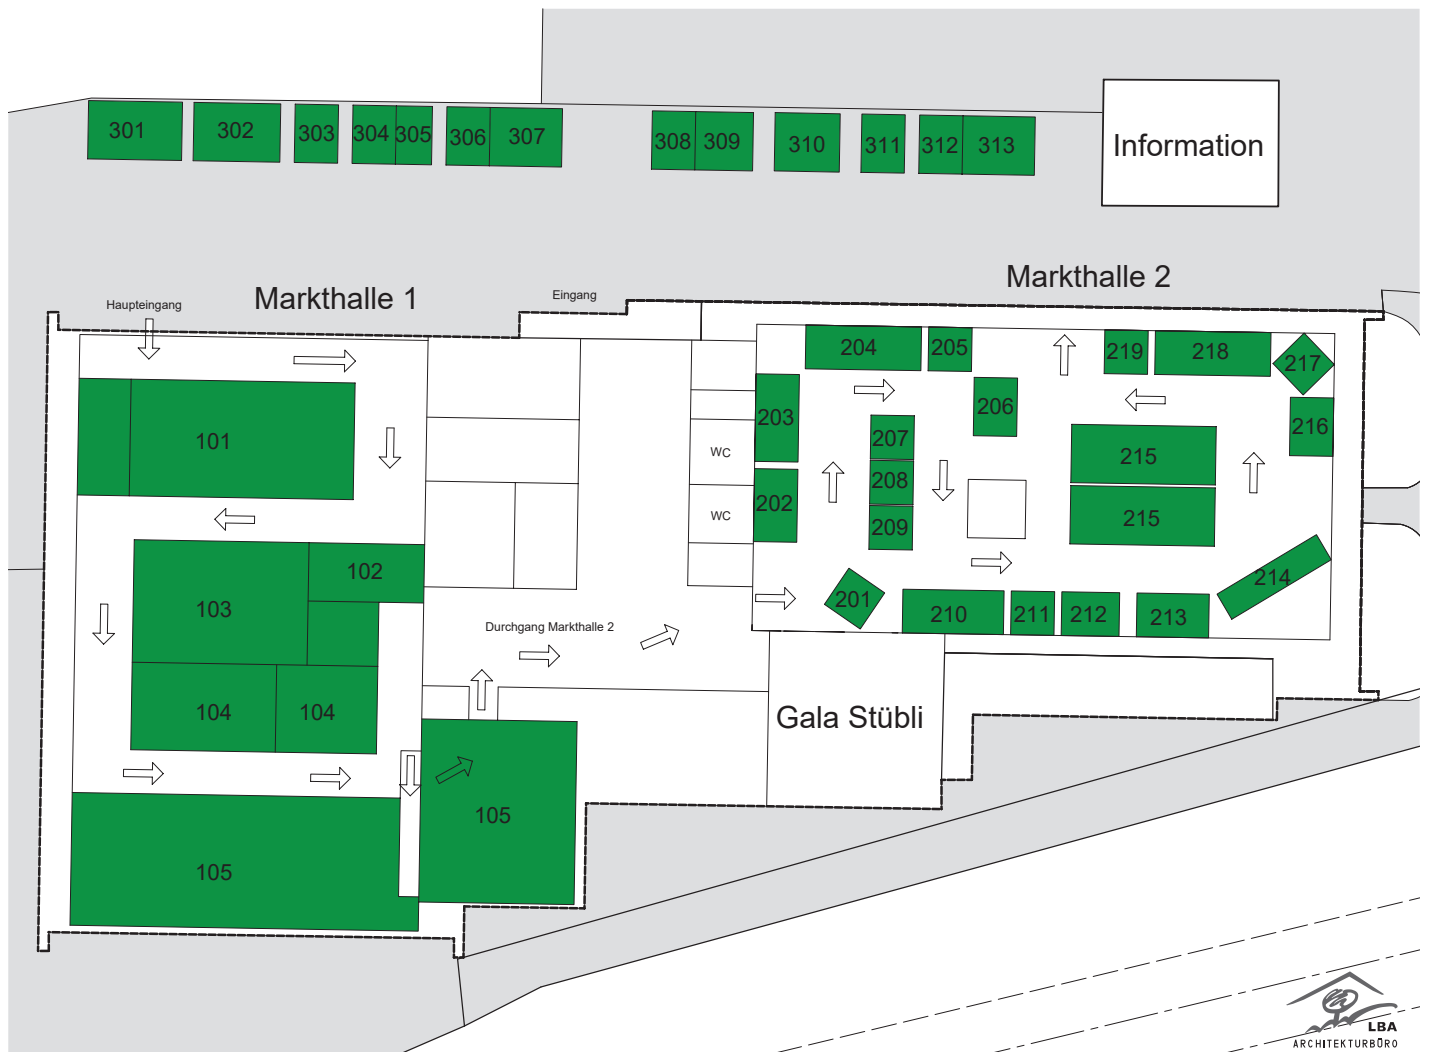 301 302 303 304 305 306 307 308 309 310 311 312 313
Information
Markthalle 2
Markthalle 1
Haupteingang
Eingang
204 205 219 218 217
203 206 216
101 207 215
WC
208
202 215
WC
209
102
103 201 210 211 212 213 214
Durchgang Markthalle 2
104 104
Gala Stübli
105
105
LBA
ARCHITEKTURBÜRO